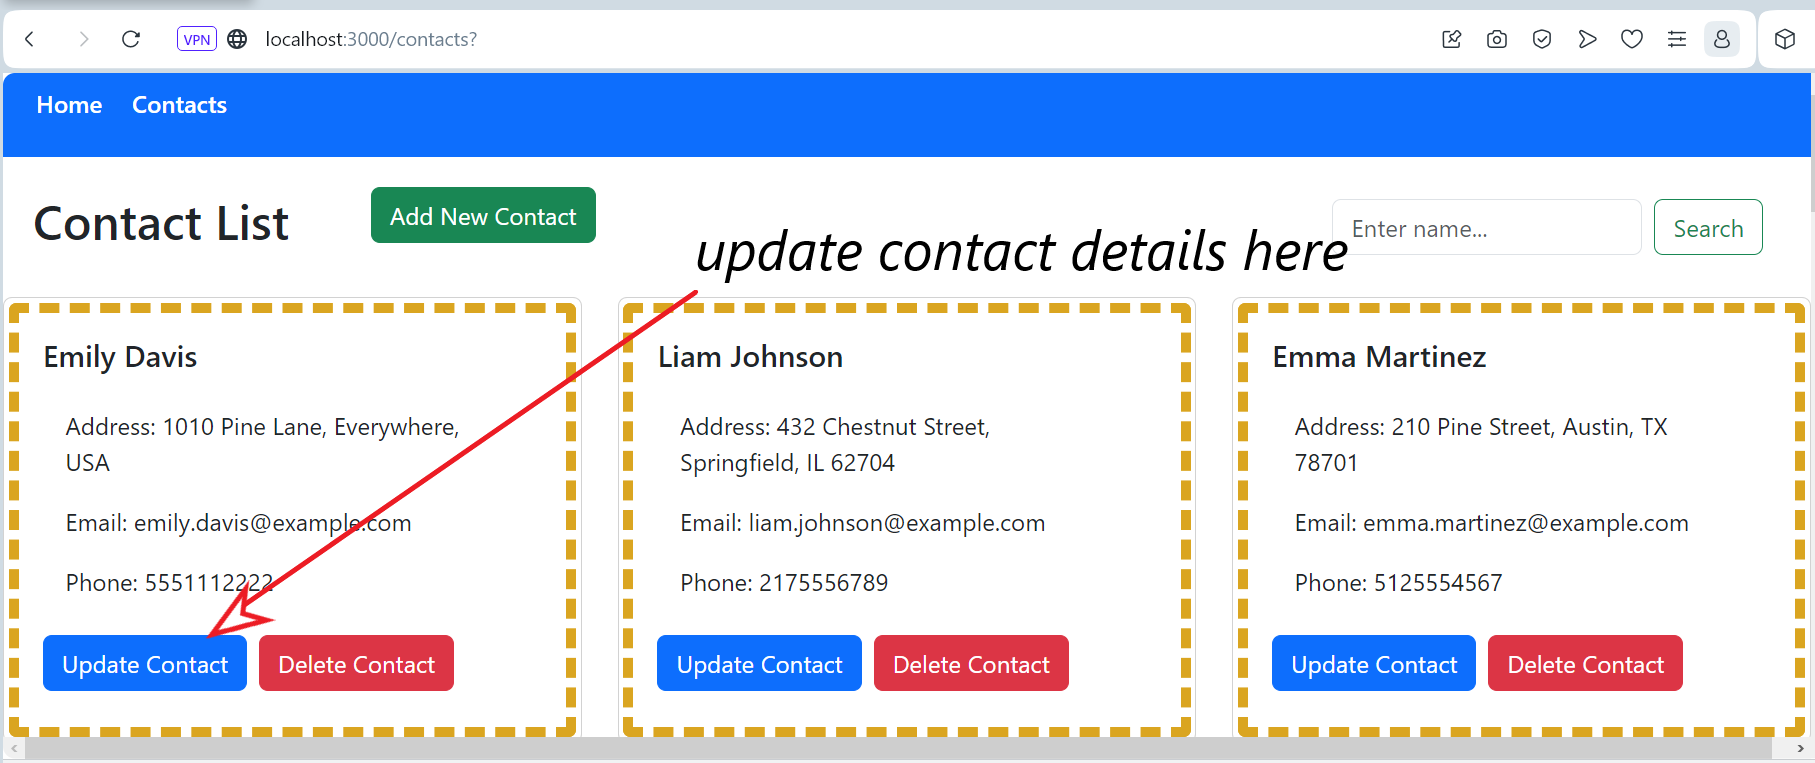 VPN localhost:3000/contacts?
Home Contacts
Contact List Add New Contact Enter name... Search
update contact details here
Emily Davis
Address: 1010 Pine Lane, Everywhere,
USA
Email: emily.davis@example.com
Phone: 5551112222
Update Contact Delete Contact
Liam Johnson
Address: 432 Chestnut Street,
Springfield, IL 62704
Email: liam.johnson@example.com
Phone: 2175556789
Update Contact Delete Contact
Emma Martinez
Address: 210 Pine Street, Austin, TX
78701
Email: emma.martinez@example.com
Phone: 5125554567
Update Contact Delete Contact